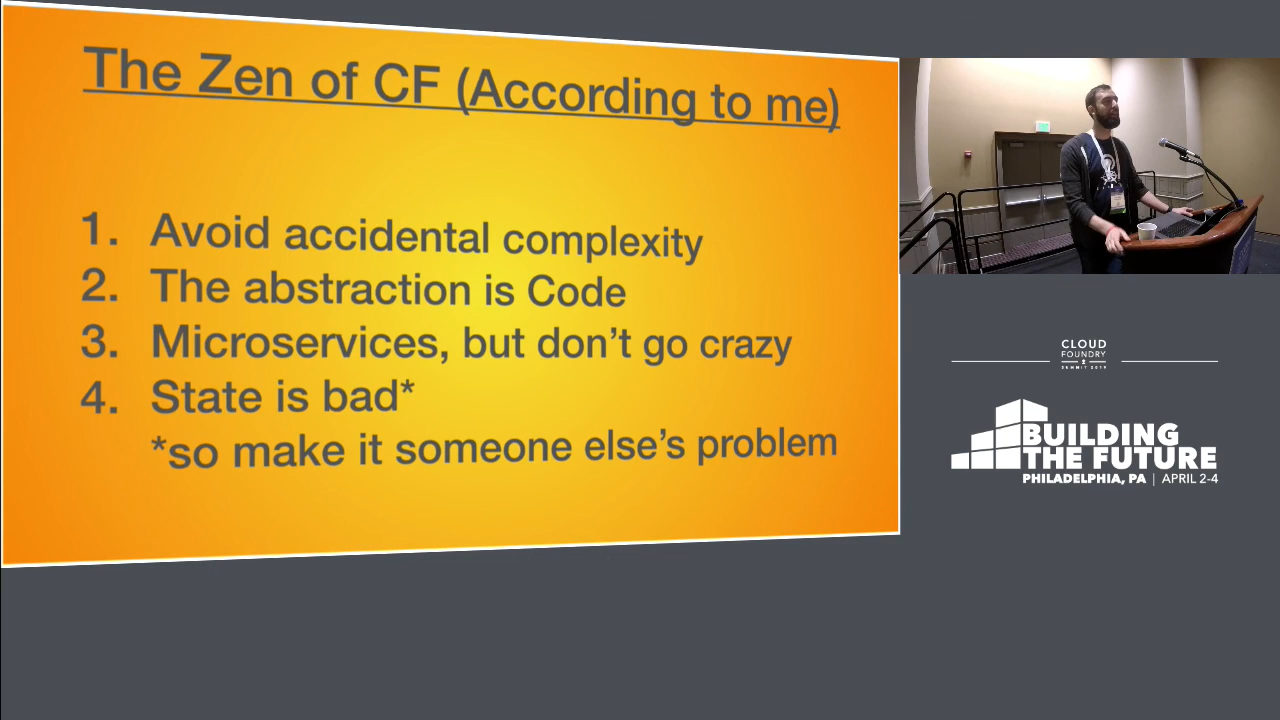 The Zen of CF (According to me)
1. Avoid accidental complexity
2. The abstraction is Code
3. Microservices, but don’t go crazy
4. State is bad*
*so make it someone else’s problem
CLOUD
FOUNDRY
SUMMIT 2019
BUILDING
THE FUTURE
PHILADELPHIA, PA | APRIL 2-4